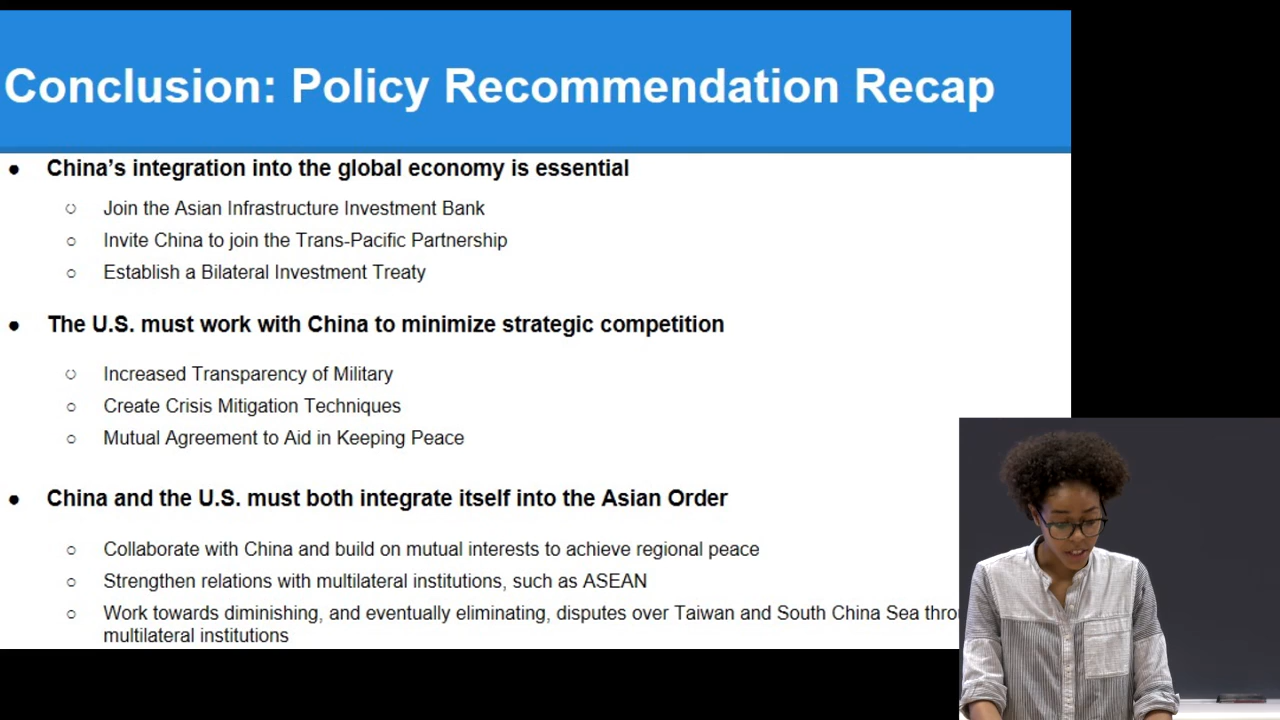 Conclusion: Policy Recommendation Recap
● China's integration into the global economy is essential
○ Join the Asian Infrastructure Investment Bank
○ Invite China to join the Trans-Pacific Partnership
○ Establish a Bilateral Investment Treaty
● The U.S. must work with China to minimize strategic competition
○ Increased Transparency of Military
○ Create Crisis Mitigation Techniques
○ Mutual Agreement to Aid in Keeping Peace
● China and the U.S. must both integrate itself into the Asian Order
○ Collaborate with China and build on mutual interests to achieve regional peace
○ Strengthen relations with multilateral institutions, such as ASEAN
○ Work towards diminishing, and eventually eliminating, disputes over Taiwan and South China Sea
multilateral institutions